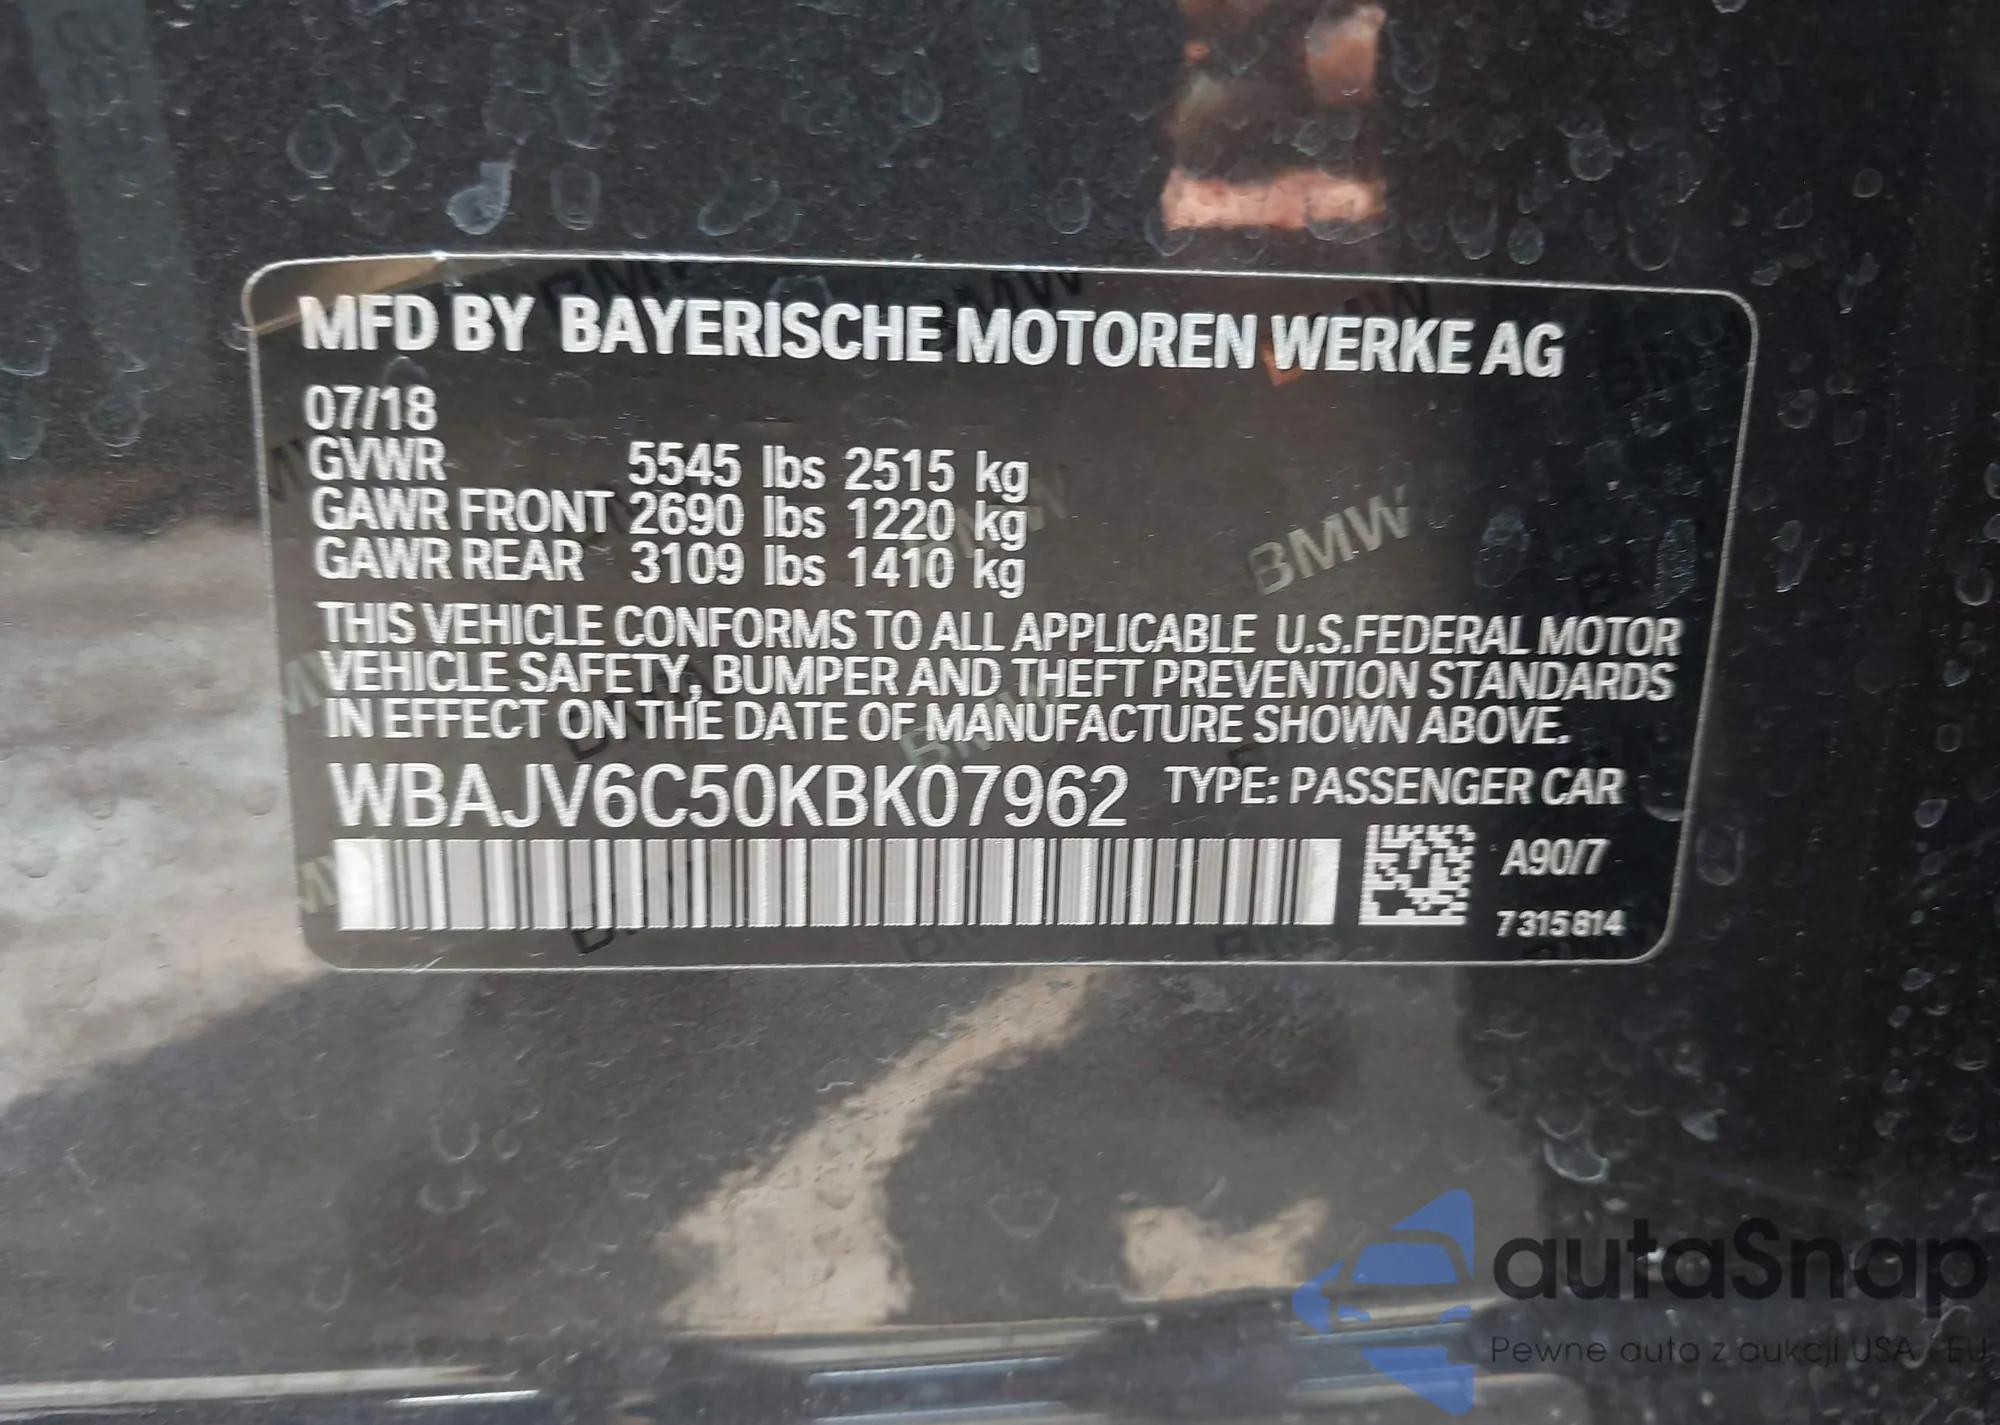 MFD BY BAYERISCHE MOTOREN WERKE AG
07/18
GVWR 5545 lbs 2515 kg
GAWR FRONT 2690 lbs 1220 kg
GAWR REAR 3109 lbs 1410 kg
THIS VEHICLE CONFORMS TO ALL APPLICABLE U.S.FEDERAL MOTOR
VEHICLE SAFETY, BUMPER AND THEFT PREVENTION STANDARDS
IN EFFECT ON THE DATE OF MANUFACTURE SHOWN ABOVE.
WBAJV6C50KBK07962 TYPE: PASSENGER CAR
A90/7
7315814
BMW
autaSnap
Pewne auta z aukcji USA i EU